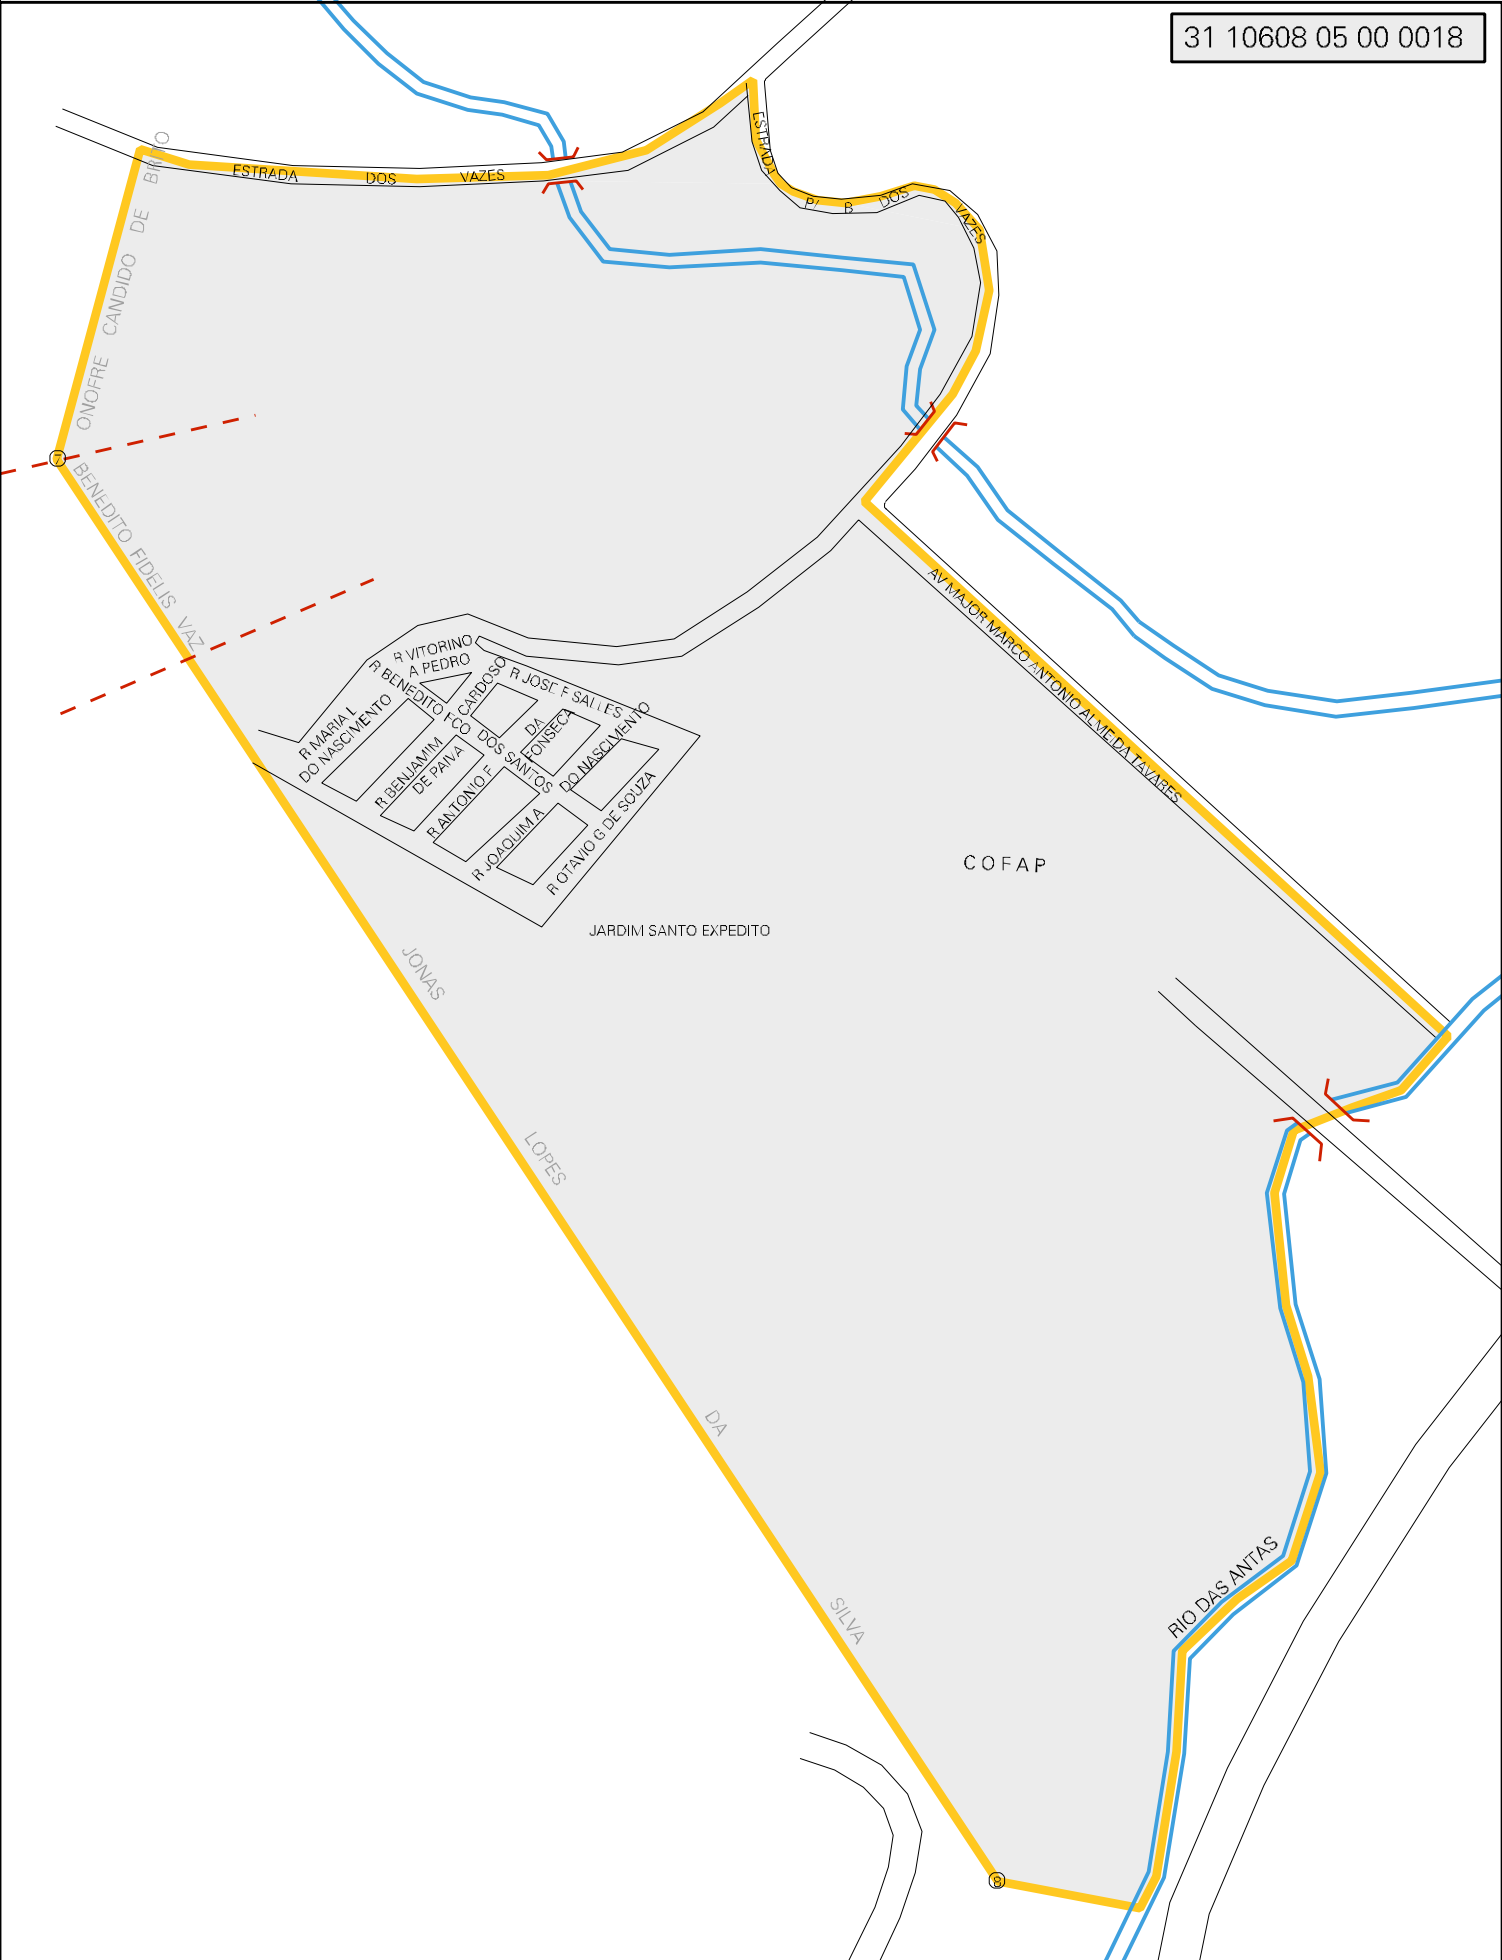 31 10608 05 00 0018
ESTRADA DOS VAZES
ESTRADA P/ B DOS VAZES
ONOFRE CANDIDO DE BRITO
7
BENEDITO FIDELIS VAZ
AV MAJOR MARCO ANTONIO ALMEIDA TAVARES
R VITORINO
A PEDRO
R BENEDITO FCO DOS SANTOS
CARDOSO
R JOSE F SALLES
R MARIA L
DO NASCIMENTO
R BENJAMIM
DE PAIVA
R ANTONIO F
DA
FONSECA
R JOAQUIM A
DO NASCIMENTO
R OTAVIO G DE SOUZA
COFAP
JARDIM SANTO EXPEDITO
JONAS LOPES DA SILVA
RIO DAS ANTAS
8